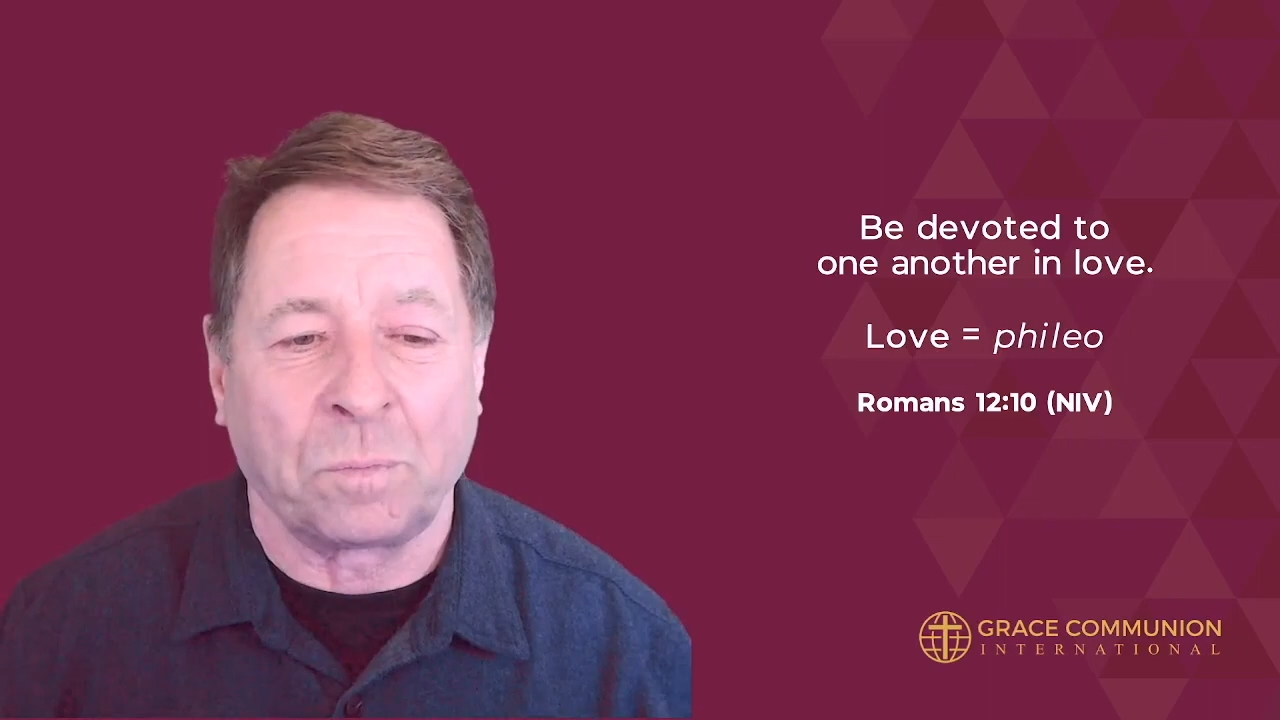 Be devoted to
one another in love.
Love = phileo
Romans 12:10 (NIV)
GRACE COMMUNION
INTERNATIONAL